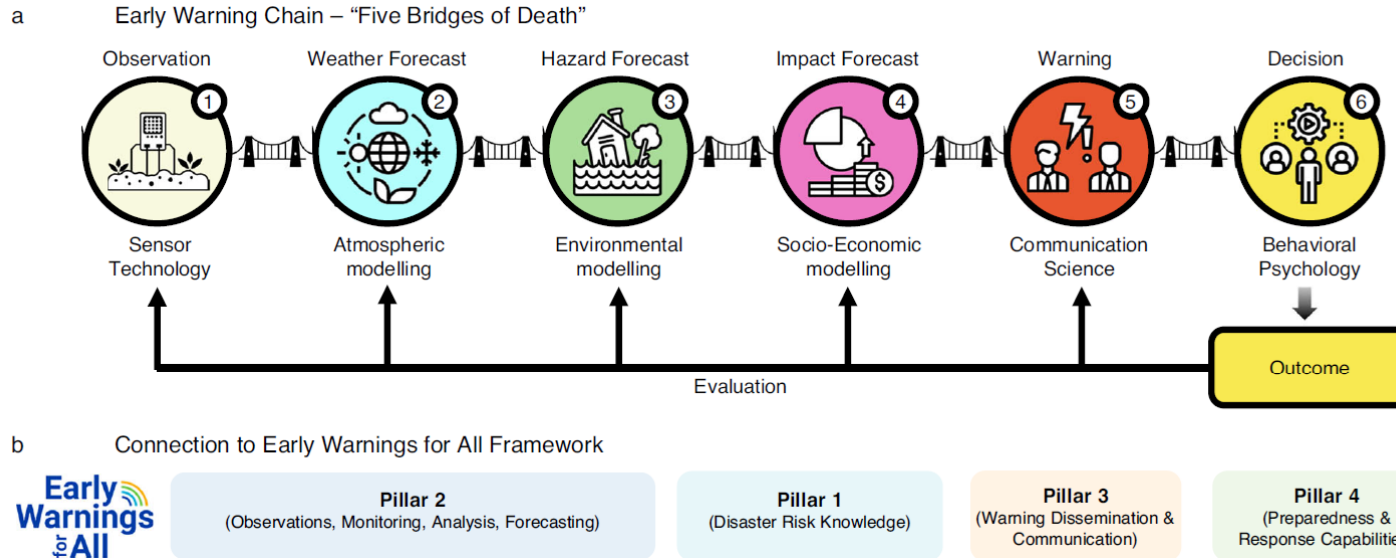 a Early Warning Chain – “Five Bridges of Death”
Observation Weather Forecast Hazard Forecast Impact Forecast Warning Decision
1 2 3 4 5 6
$
Sensor Technology
Atmospheric modelling
Environmental modelling
Socio-Economic modelling
Communication Science
Behavioral Psychology
Outcome
Evaluation
b Connection to Early Warnings for All Framework
Early
Warnings
for All
Pillar 2
(Observations, Monitoring, Analysis, Forecasting)
Pillar 1
(Disaster Risk Knowledge)
Pillar 3
(Warning Dissemination &
Communication)
Pillar 4
(Preparedness &
Response